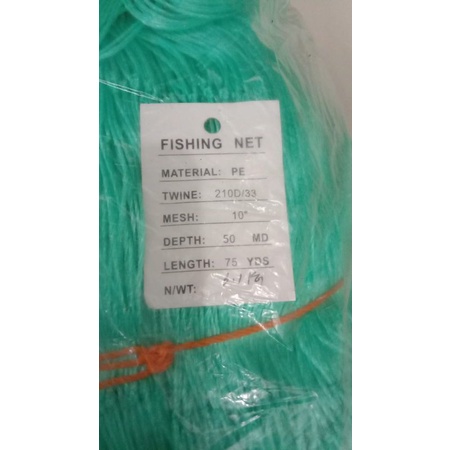 FISHING NET
MATERIAL: PE
TWINE: 210D/33
MESH: 10"
DEPTH: 50 MD
LENGTH: 75 YDS
N/WT: